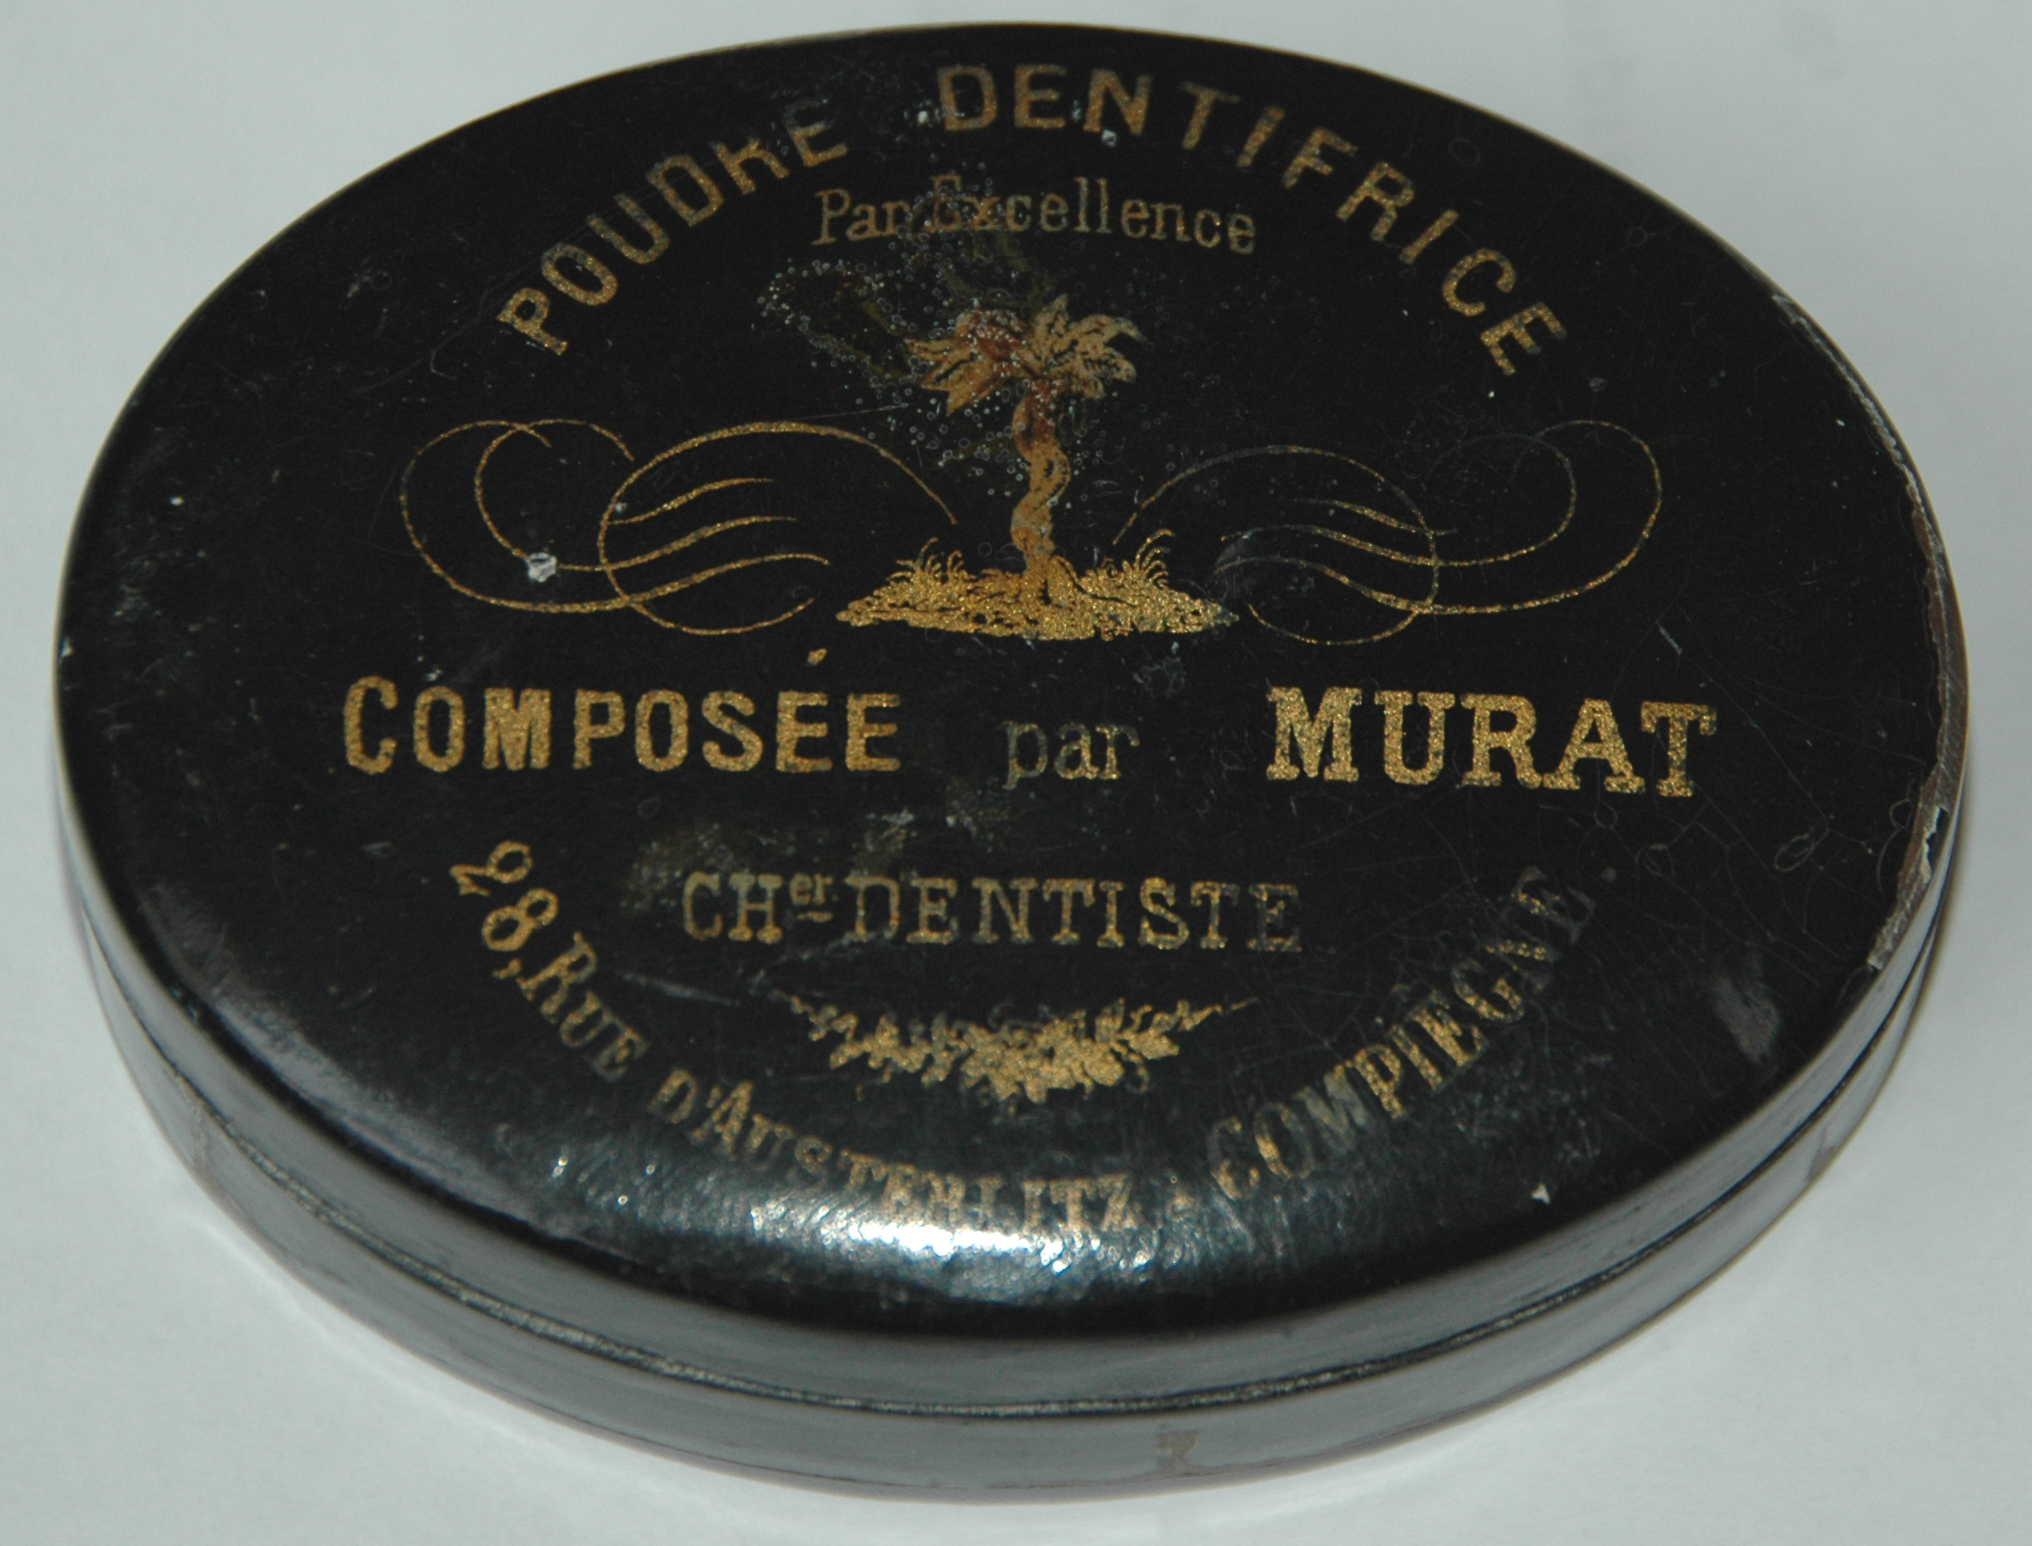 POUDRE DENTIFRICE
Par Excellence
COMPOSÉE par MURAT
CHer DENTISTE
28, RUE D'AUSTERLITZ . COMPIEGNE.